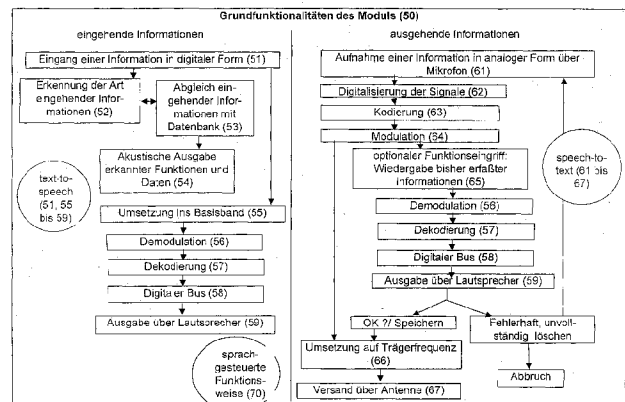 Grundfunktionalitäten des Moduls (50)
eingehende Informationen
Eingang einer Information in digitaler Form (51)
Erkennung der Art
engehender Infor-
mationen (52)
Abgleich ein-
gehender Infor-
mationen mit
Datenbank (53)
Akustische Ausgabe
erkannter Funktionen und
Daten (54)
text-to-
speech
(51, 55
bis 59)
Umsetzung ins Basisband (55)
Demodulation (56)
Dekodierung (57)
Digitaler Bus (58)
Ausgabe über Lautsprecher (59)
sprach-
gesteuerte
Funktions-
weise (70)
ausgehende Informationen
Aufnahme einer Information in analoger Form über
Mikrofon (61)
Digitalisierung der Signale (62)
Kodierung (63)
Modulation (64)
optionaler Funktionseingriff:
Wiedergabe bisher erfaßter
Informationen (65)
speech-to-
text (61 bis
67)
Demodulation (56)
Dekodierung (57)
Digitaler Bus (58)
Ausgabe über Lautsprecher (59)
OK ?/ Speichern
Fehlerhaft, unvoll-
ständig löschen
Umsetzung auf Trägerfrequenz
(66)
Abbruch
Versand über Antenne (67)